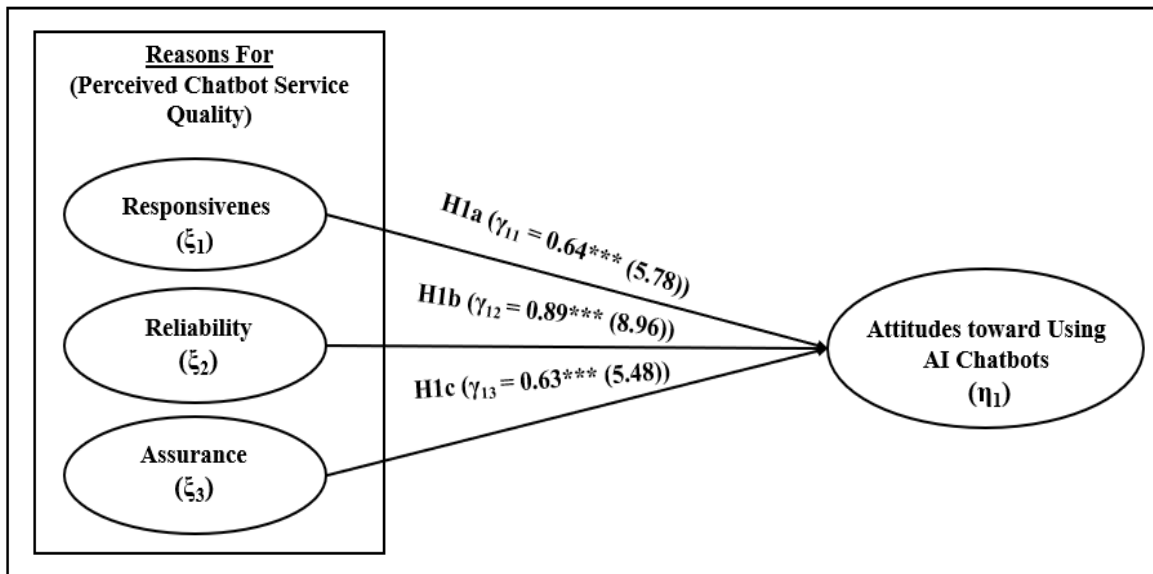 Reasons For
(Perceived Chatbot Service
Quality)
Responsivenes
(ξ1)
H1a (γ11 = 0.64*** (5.78))
H1b (γ12 = 0.89*** (8.96))
Reliability
(ξ2)
Attitudes toward Using
AI Chatbots
(η1)
H1c (γ13 = 0.63*** (5.48))
Assurance
(ξ3)